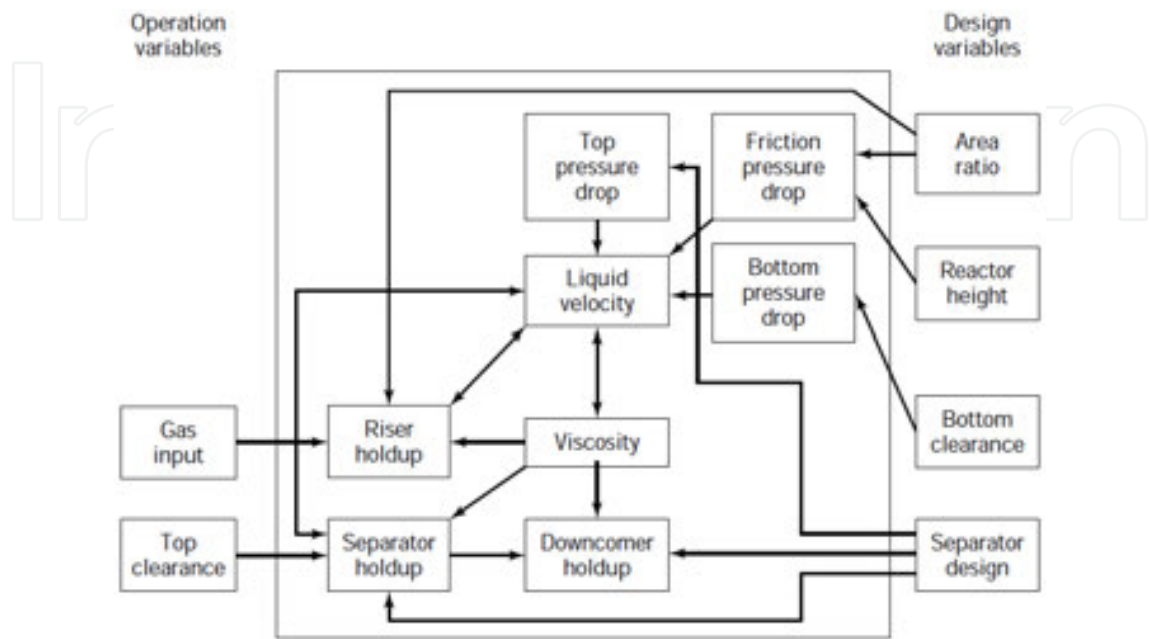 Operation
variables
Design
variables
In
n
Top
pressure
drop
Friction
pressure
drop
Area
ratio
Liquid
velocity
Bottom
pressure
drop
Reactor
height
Gas
input
Riser
holdup
Viscosity
Bottom
clearance
Top
clearance
Separator
holdup
Downcomer
holdup
Separator
design